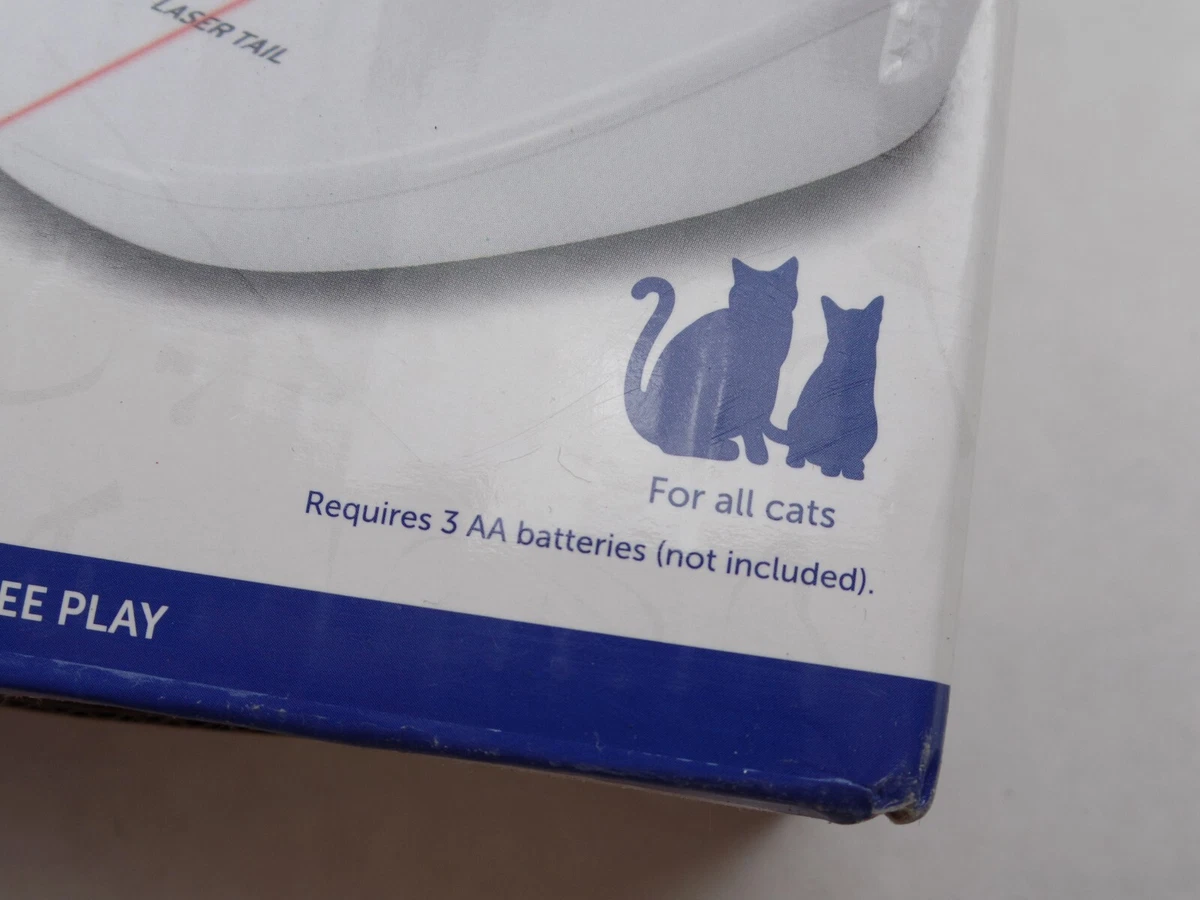 LASER TAIL
For all cats
Requires 3 AA batteries (not included).
EE PLAY